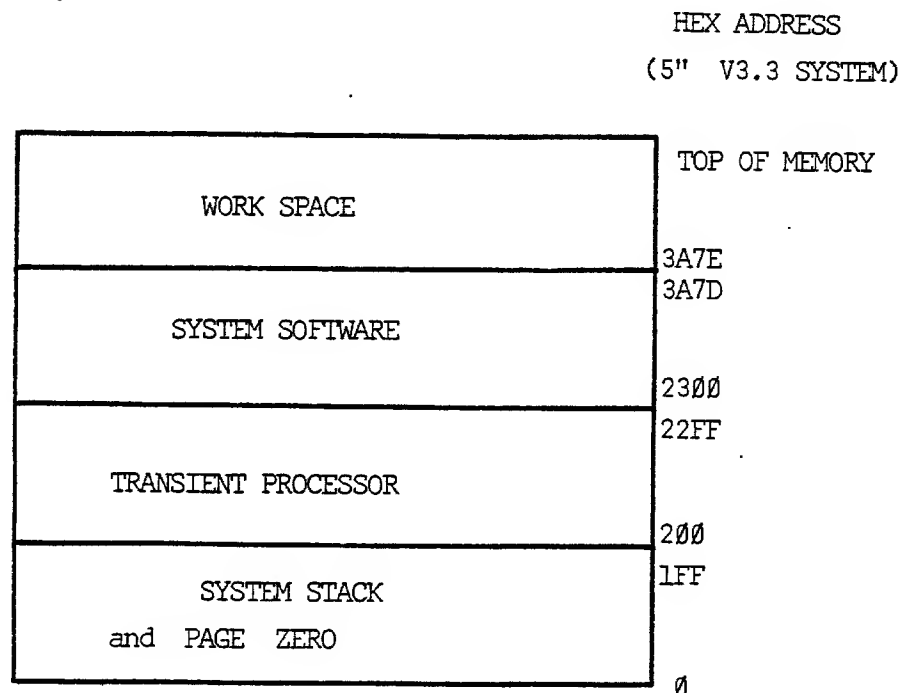 HEX ADDRESS
(5" V3.3 SYSTEM)
TOP OF MEMORY
WORK SPACE
3A7E
3A7D
SYSTEM SOFTWARE
23ØØ
22FF
TRANSIENT PROCESSOR
2ØØ
1FF
SYSTEM STACK
and PAGE ZERO
Ø